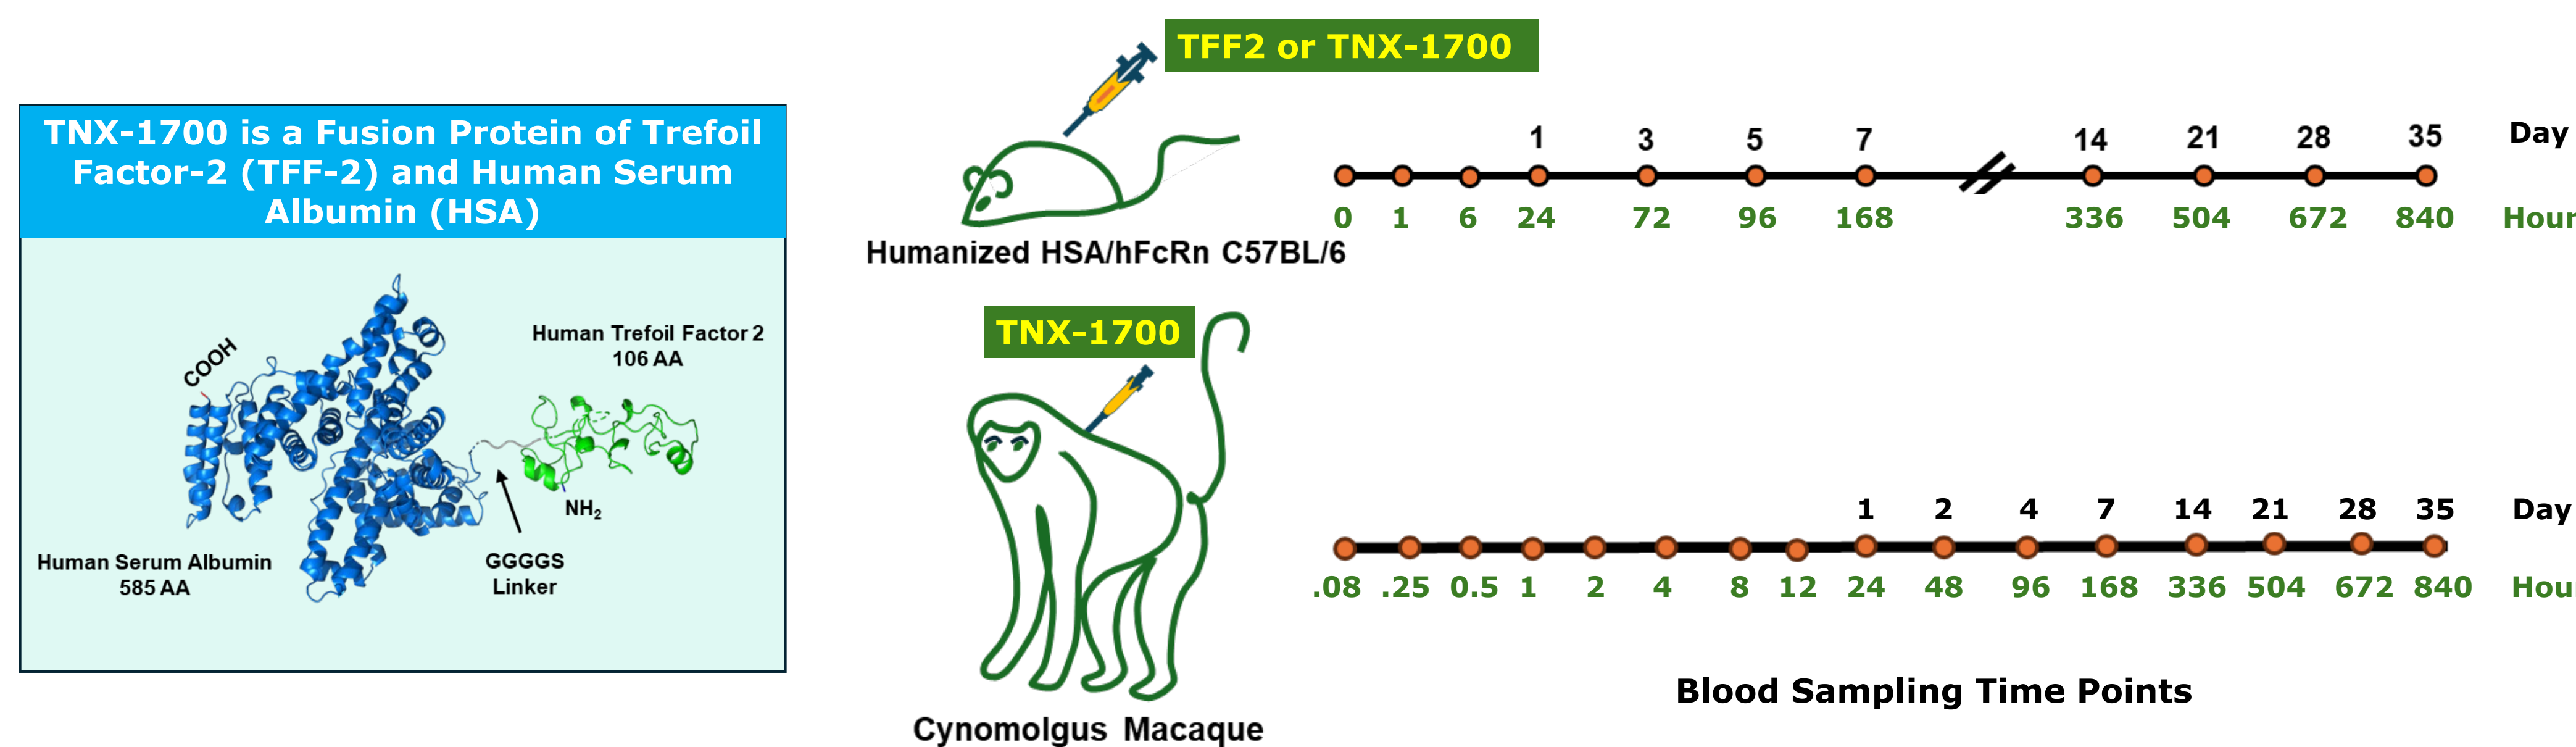 TNX-1700 is a Fusion Protein of Trefoil
Factor-2 (TFF-2) and Human Serum
Albumin (HSA)
COOH
Human Trefoil Factor 2
106 AA
NH₂
GGGGS
Linker
Human Serum Albumin
585 AA
TFF2 or TNX-1700
Humanized HSA/hFcRn C57BL/6
1 3 5 7 14 21 28 35 Day
0 1 6 24 72 96 168 336 504 672 840 Hour
TNX-1700
Cynomolgus Macaque
1 2 4 7 14 21 28 35 Day
.08 .25 0.5 1 2 4 8 12 24 48 96 168 336 504 672 840 Hou
Blood Sampling Time Points